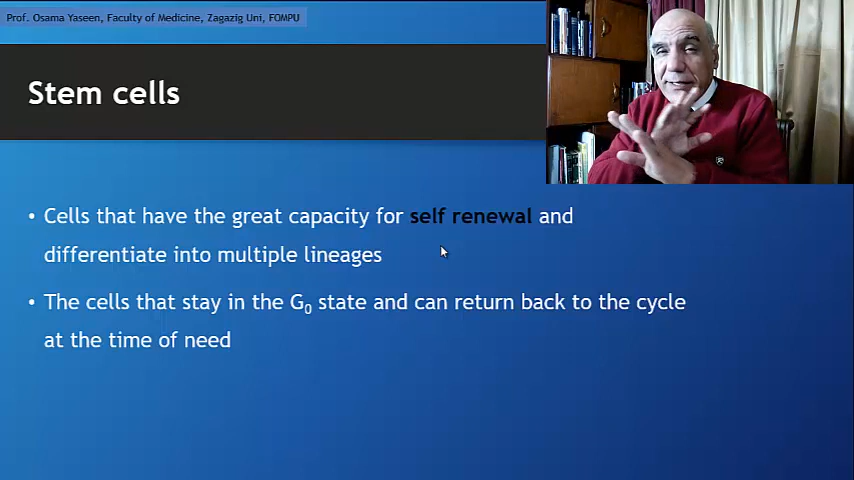 Prof. Osama Yaseen, Faculty of Medicine, Zagazig Uni, FOMPU
Stem cells
• Cells that have the great capacity for self renewal and
differentiate into multiple lineages
• The cells that stay in the G₀ state and can return back to the cycle
at the time of need